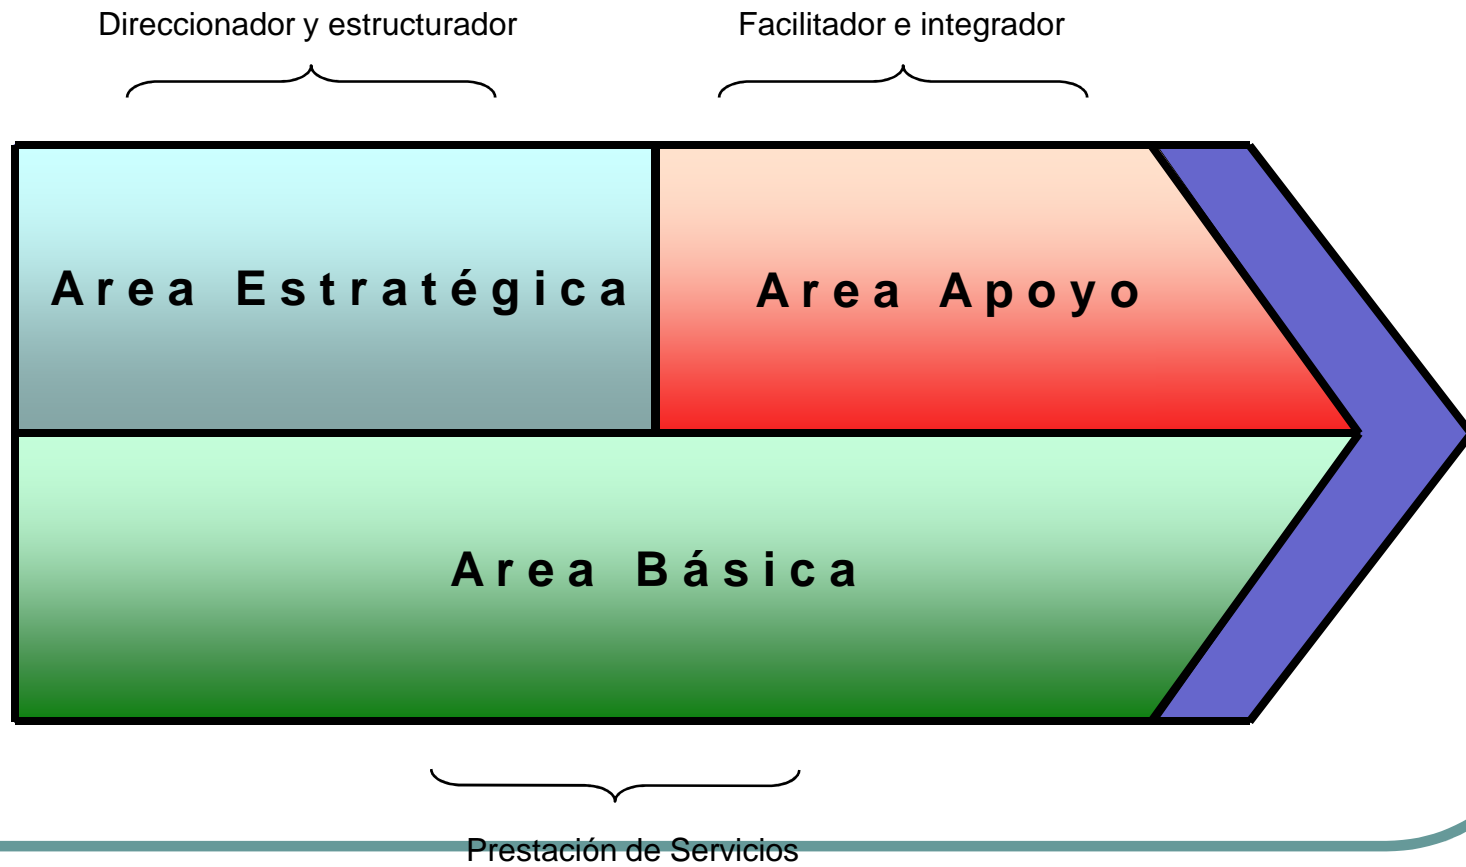 Direccionador y estructurador
Facilitador e integrador
Area Estratégica
Area Apoyo
Area Básica
Prestación de Servicios